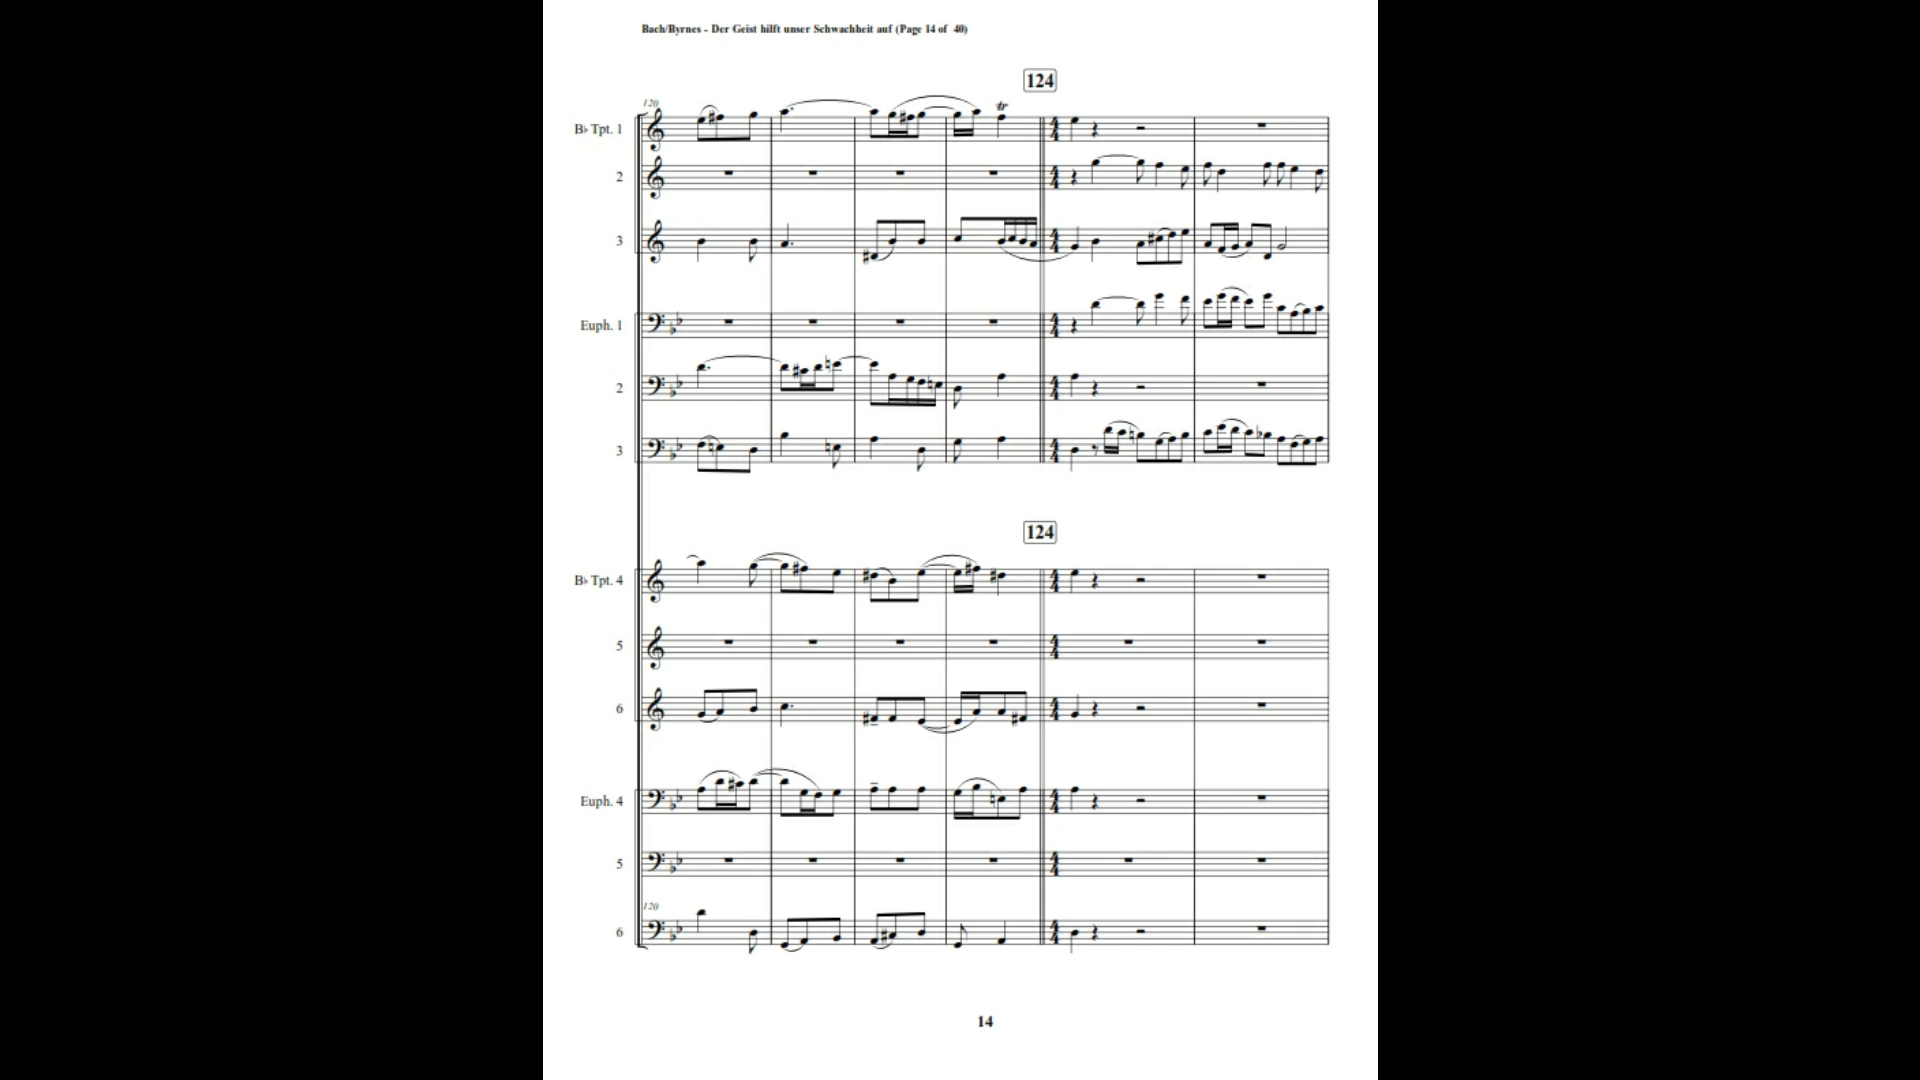 Bach/Byrnes - Der Geist hilft unser Schwachheit auf (Page 14 of 40)
124
120
B♭ Tpt. 1
2
3
Euph. 1
2
3
124
B♭ Tpt. 4
5
6
Euph. 4
5
120
6
14